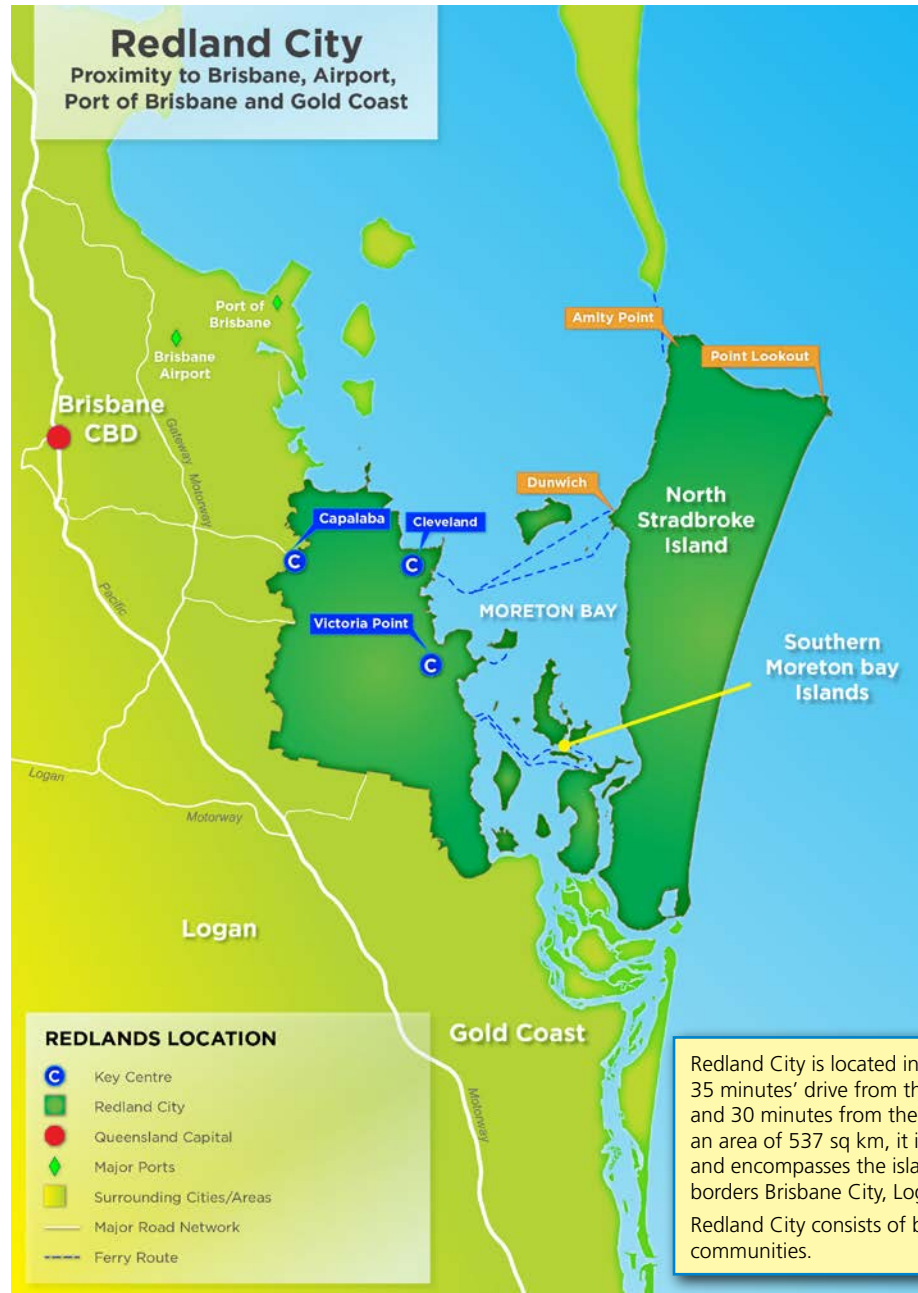 Redland City
Proximity to Brisbane, Airport,
Port of Brisbane and Gold Coast
Port of
Brisbane
Brisbane
Airport
Amity Point
Point Lookout
Brisbane
CBD
Gateway Motorway
Dunwich
North
Stradbroke
Island
Capalaba
Cleveland
C
C
Pacific
MORETON BAY
Victoria Point
C
Southern
Moreton bay
Islands
Logan
Motorway
Logan
Gold Coast
Motorway
REDLANDS LOCATION
C Key Centre
Redland City
Queensland Capital
Major Ports
Surrounding Cities/Areas
Major Road Network
Ferry Route
Redland City is located in
35 minutes’ drive from th
and 30 minutes from the
an area of 537 sq km, it i
and encompasses the isla
borders Brisbane City, Log
Redland City consists of b
communities.